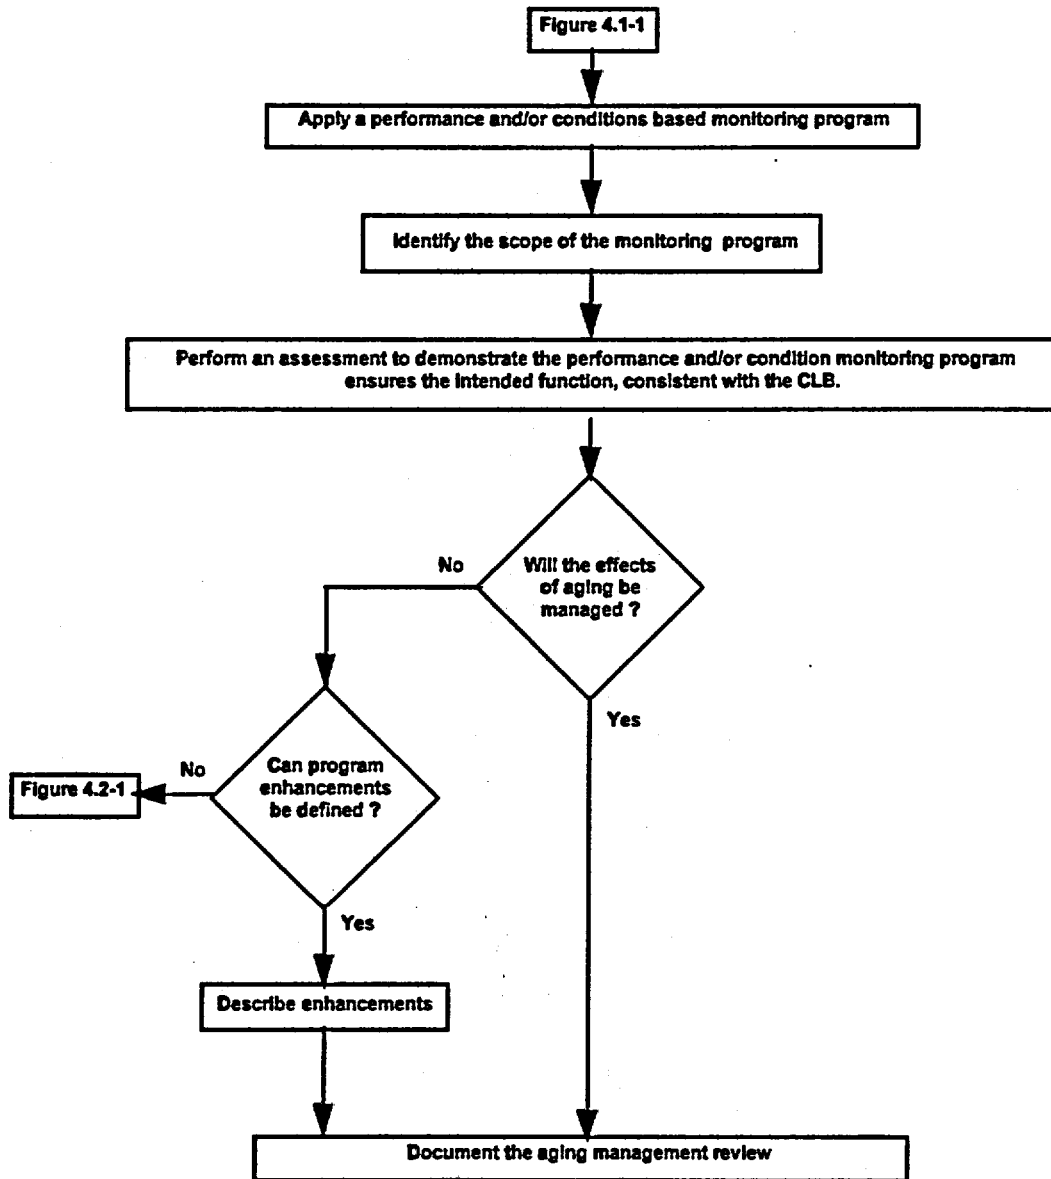 Figure 4.1-1
Apply a performance and/or conditions based monitoring program
Identify the scope of the monitoring program
Perform an assessment to demonstrate the performance and/or condition monitoring program
ensures the intended function, consistent with the CLB.
No
Will the effects
of aging be
managed ?
Yes
No
Can program
enhancements
be defined ?
Figure 4.2-1
Yes
Describe enhancements
Document the aging management review